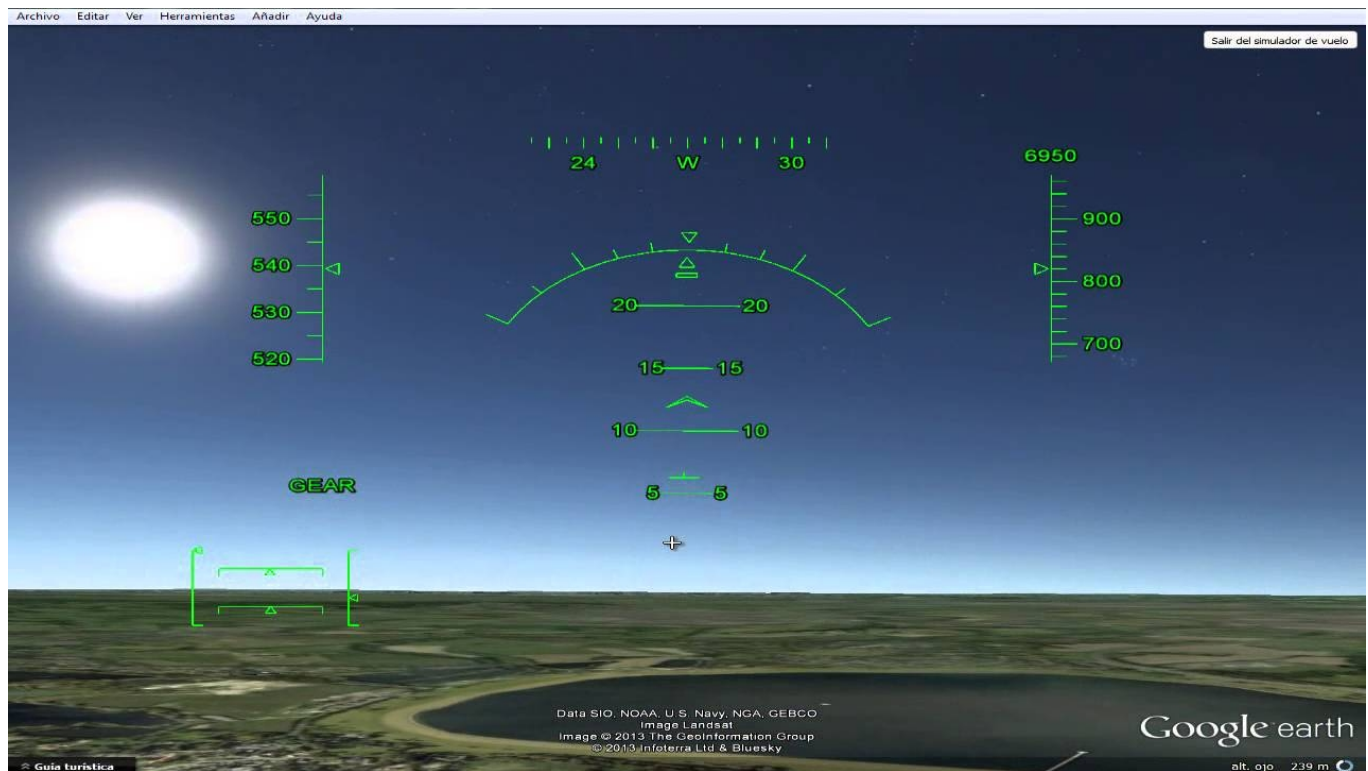 Archivo Editar Ver Herramientas Añadir Ayuda
Salir del simulador de vuelo
24 W 30
6950
550
540
530
520
900
800
700
20 20
15 15
10 10
5 5
GEAR
Data SIO, NOAA, U.S. Navy, NGA, GEBCO
Image Landsat
Image © 2013 The GeoInformation Group
© 2013 Infoterra Ltd & Bluesky
Google earth
Guía turística
alt. ojo 239 m